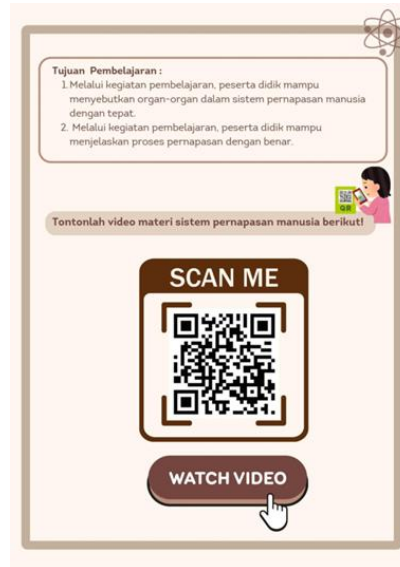 Tujuan Pembelajaran :
1. Melalui kegiatan pembelajaran, peserta didik mampu
menyebutkan organ-organ dalam sistem pernapasan manusia
dengan tepat.
2. Melalui kegiatan pembelajaran, peserta didik mampu
menjelaskan proses pernapasan dengan benar.
QR
Tontonlah video materi sistem pernapasan manusia berikut!
SCAN ME
WATCH VIDEO